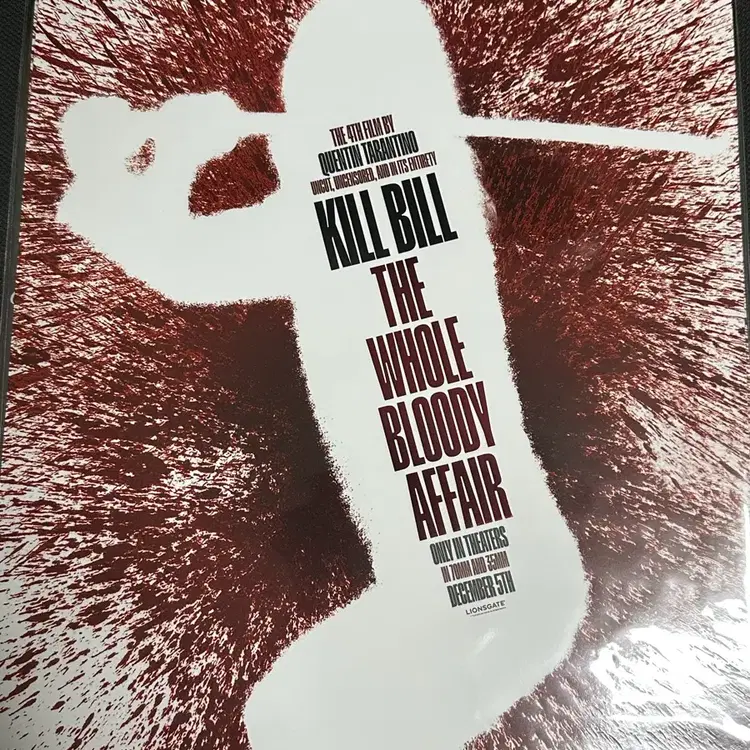 THE 4TH FILM BY
QUENTIN TARANTINO
UNCUT, UNCENSORED, AND IN ITS ENTIRETY
KILL BILL
THE
WHOLE
BLOODY
AFFAIR
ONLY IN THEATERS
IN 70MM AND 35MM
DECEMBER 5TH
LIONSGATE